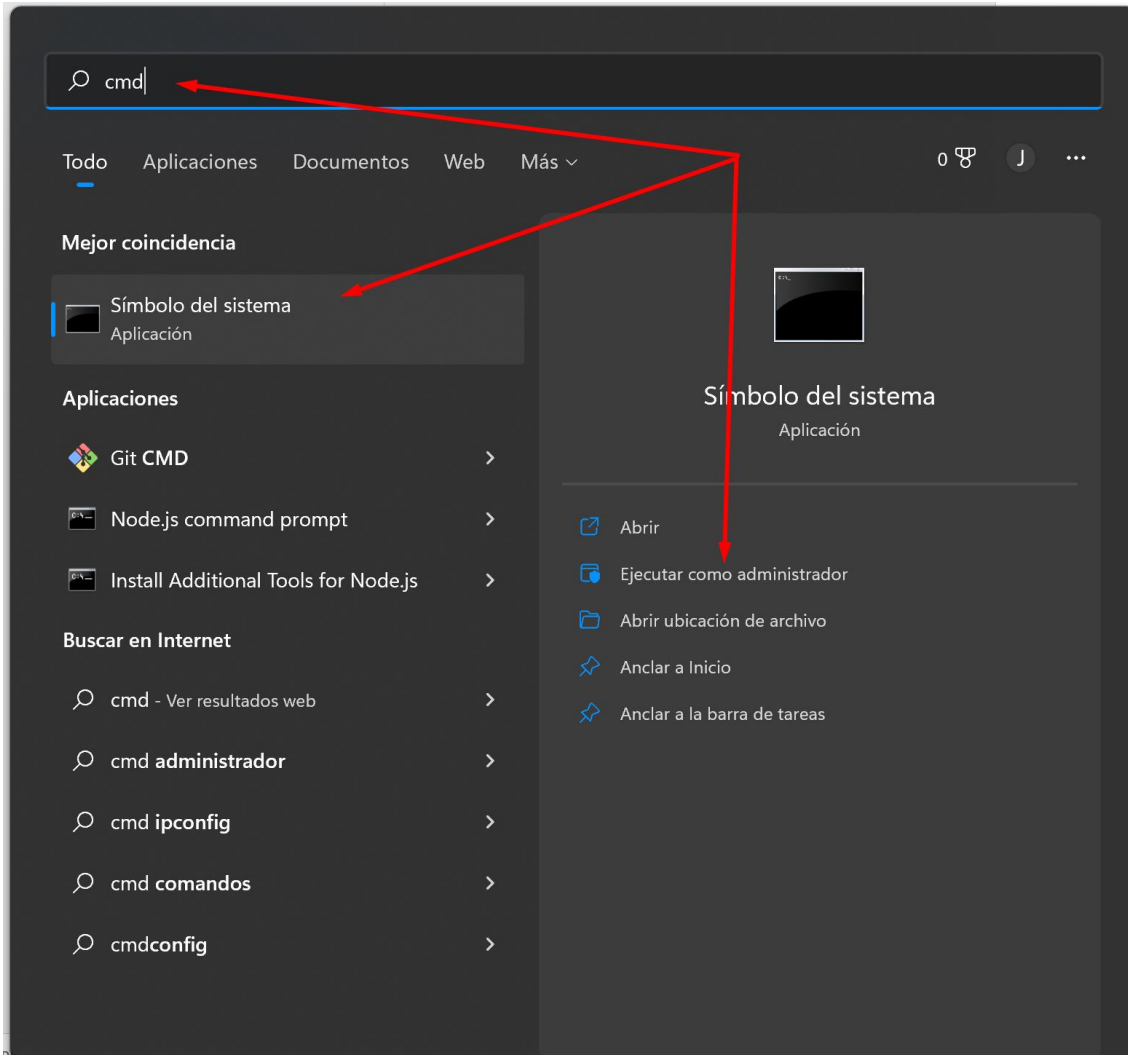 cmd
Todo Aplicaciones Documentos Web Más 0 J ...
Mejor coincidencia
Símbolo del sistema
Aplicación
Aplicaciones
Git CMD
Node.js command prompt
Install Additional Tools for Node.js
Buscar en Internet
cmd - Ver resultados web
cmd administrador
cmd ipconfig
cmd comandos
cmdconfig
Símbolo del sistema
Aplicación
Abrir
Ejecutar como administrador
Abrir ubicación de archivo
Anclar a Inicio
Anclar a la barra de tareas